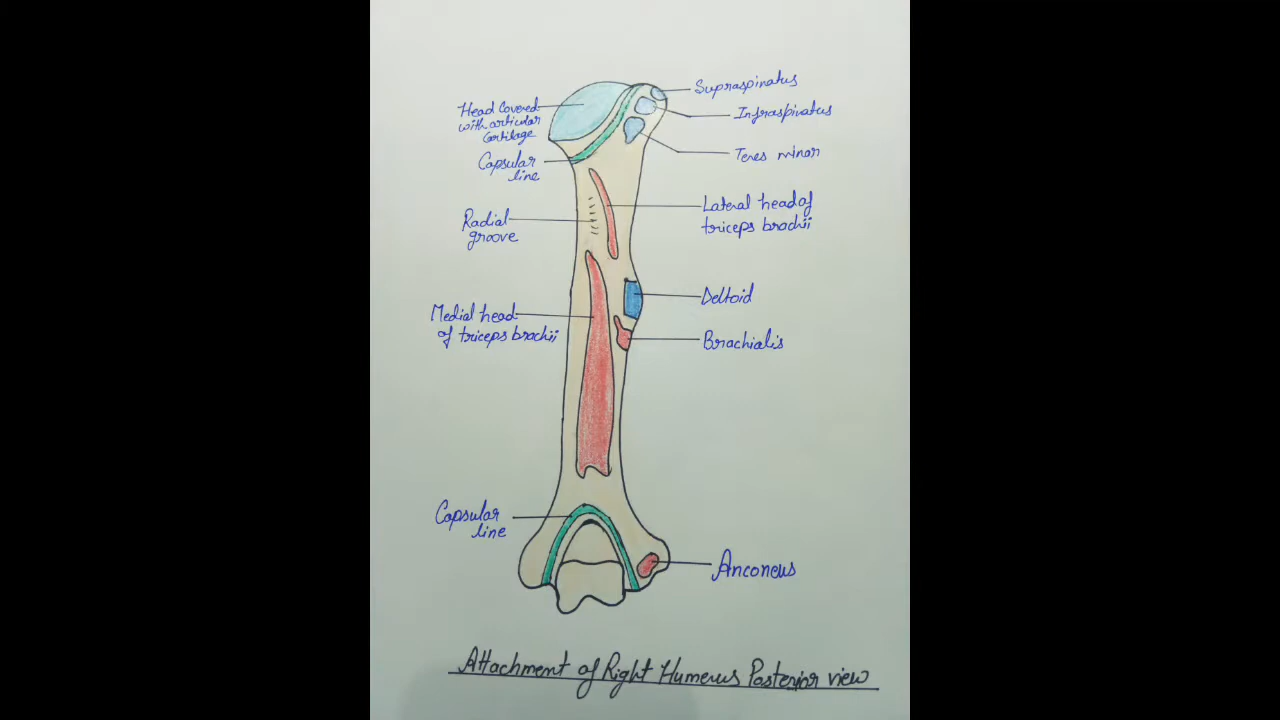 Supraspinatus
Head Covered
with articular
Cartilage
Infraspinatus
Teres minor
Capsular
line
Lateral head of
triceps brachii
Radial
groove
Deltoid
Medial head
of triceps brachii
Brachialis
Capsular
line
Anconeus
Attachment of Right Humerus Posterior view